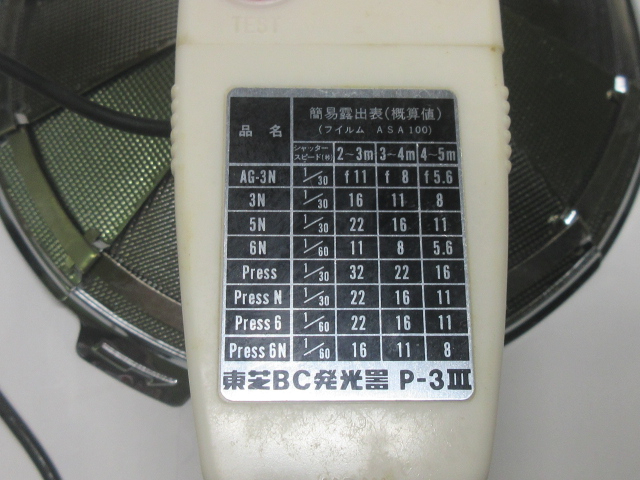 TEST
品名 簡易露出表(概算値)
(フイルム ASA100)
シャッタースピード(秒) 2~3m 3~4m 4~5m
AG-3N 1/30 f11 f 8 f5.6
3N 1/30 16 11 8
5N 1/30 22 16 11
6N 1/60 11 8 5.6
Press 1/30 32 22 16
Press N 1/30 22 16 11
Press 6 1/60 22 16 11
Press 6N 1/60 16 11 8
東芝BC発光器 P-3III